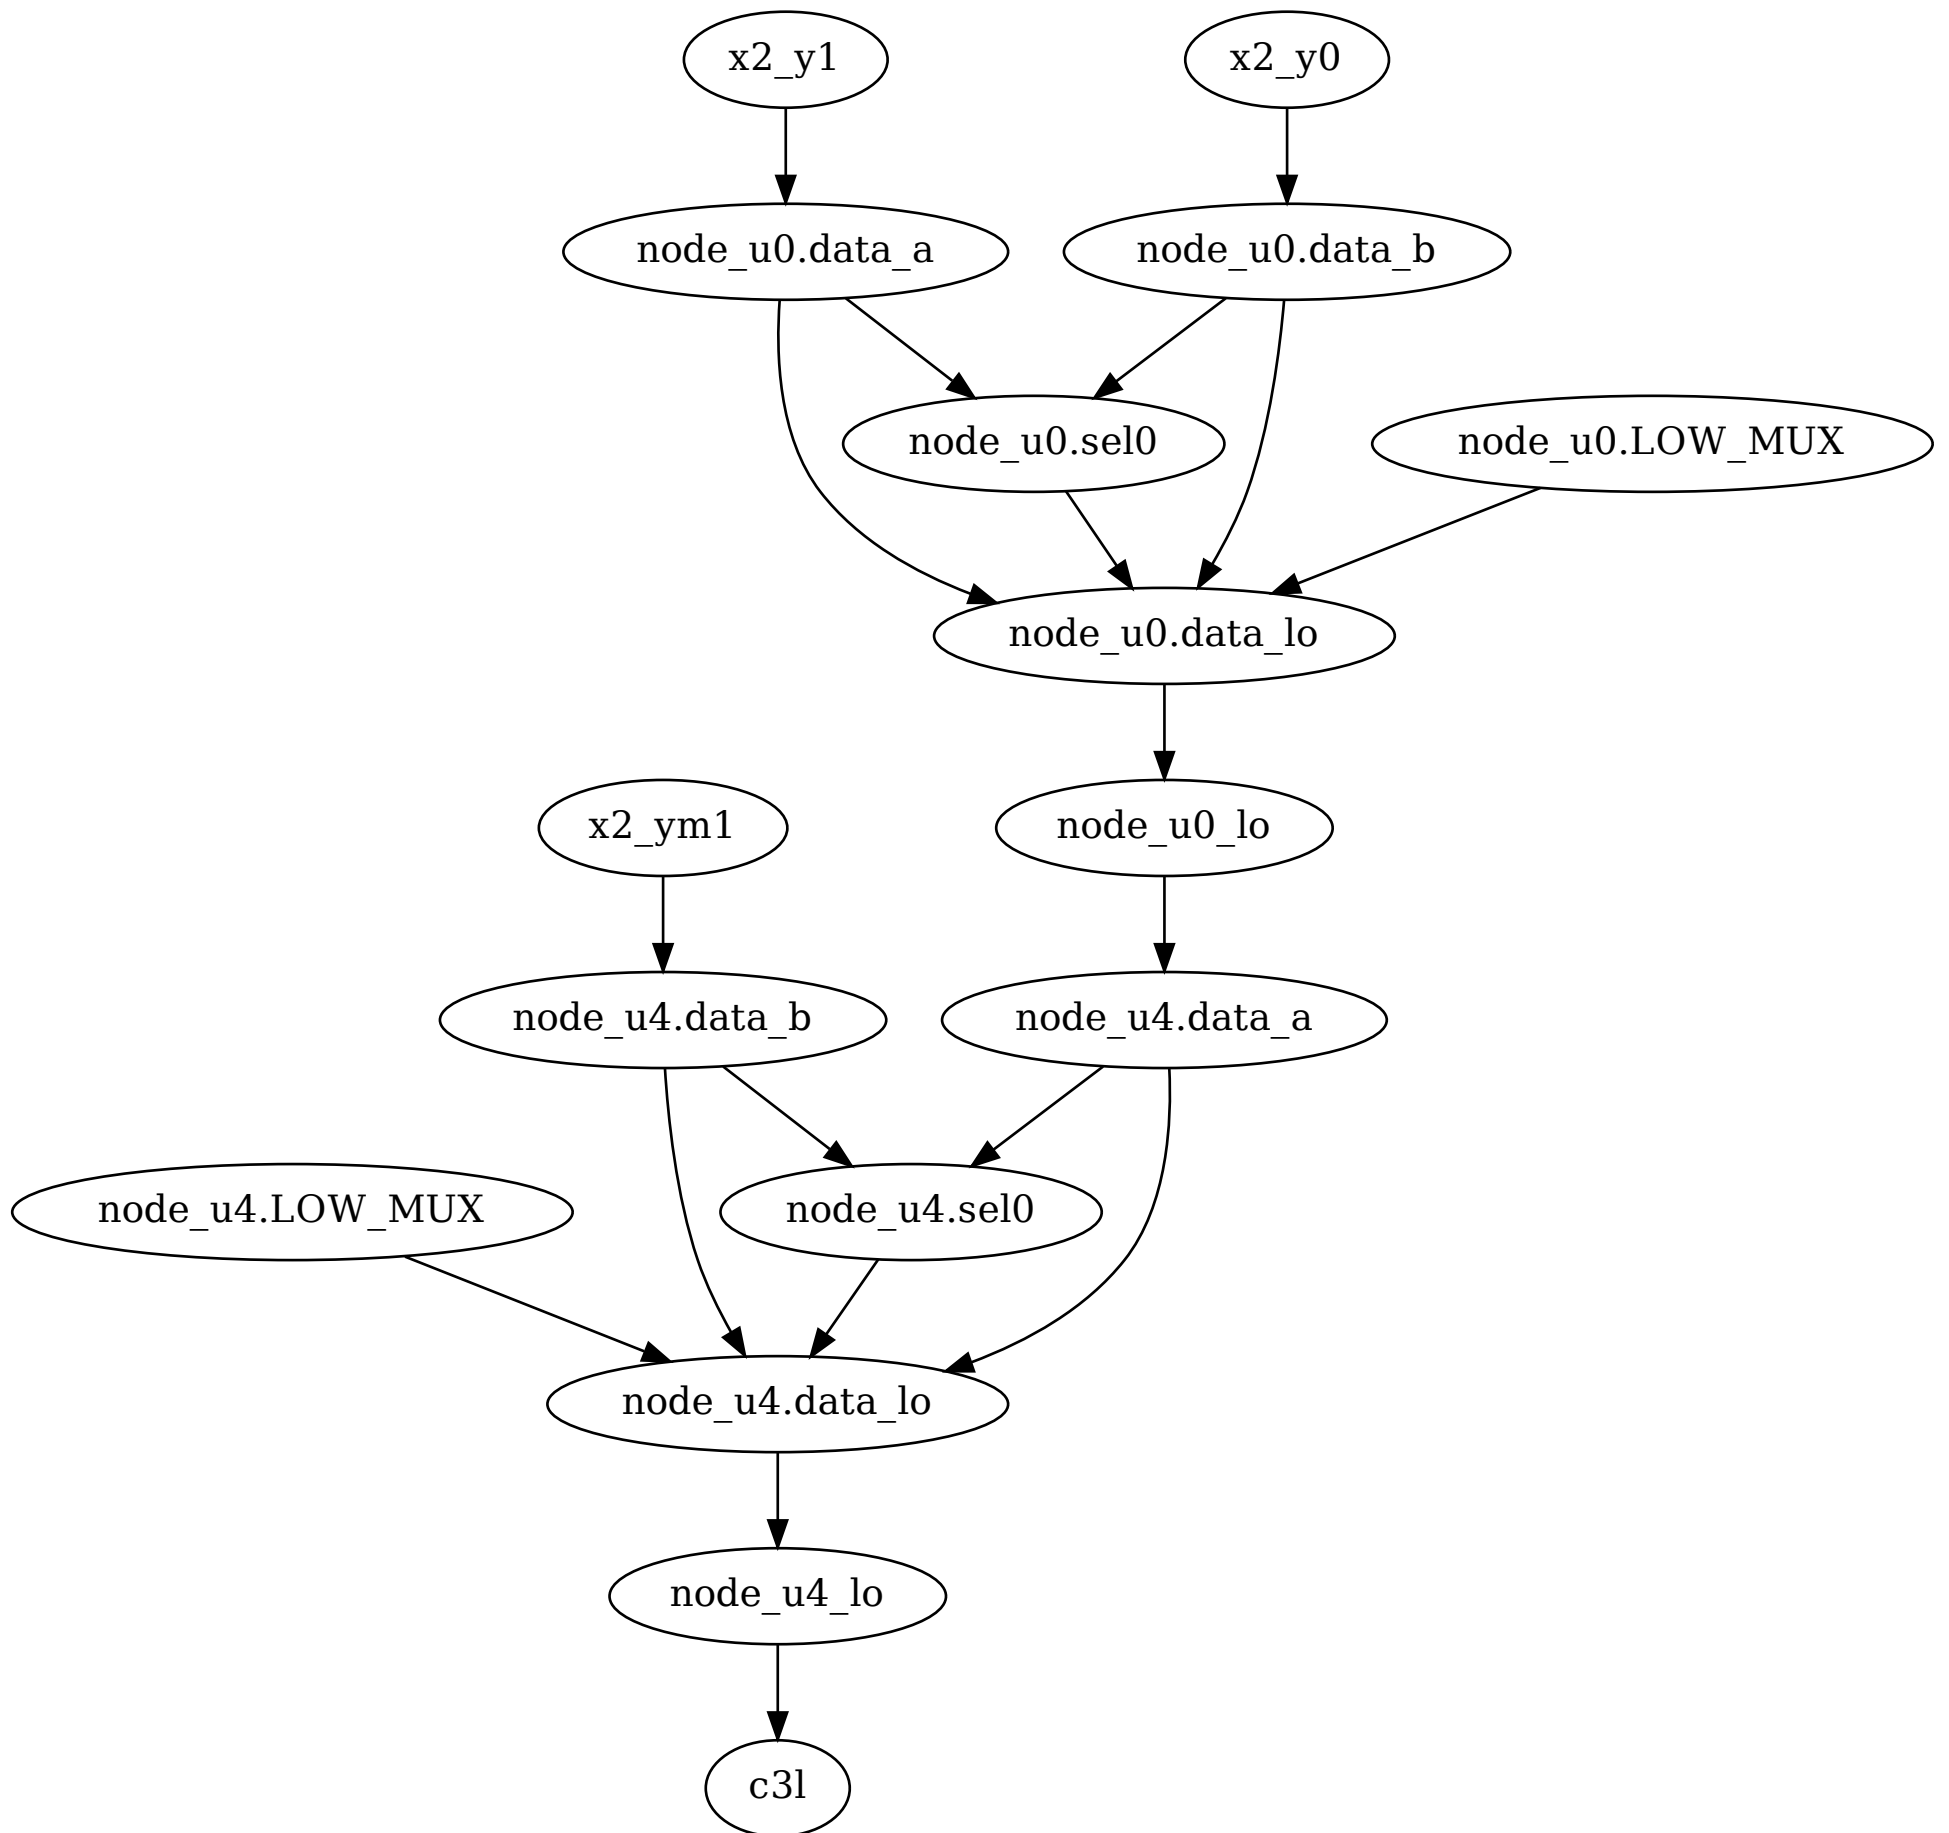 x2_y1
x2_y0
node_u0.data_a
node_u0.data_b
node_u0.sel0
node_u0.LOW_MUX
node_u0.data_lo
x2_ym1
node_u0_lo
node_u4.data_b
node_u4.data_a
node_u4.LOW_MUX
node_u4.sel0
node_u4.data_lo
node_u4_lo
c3l